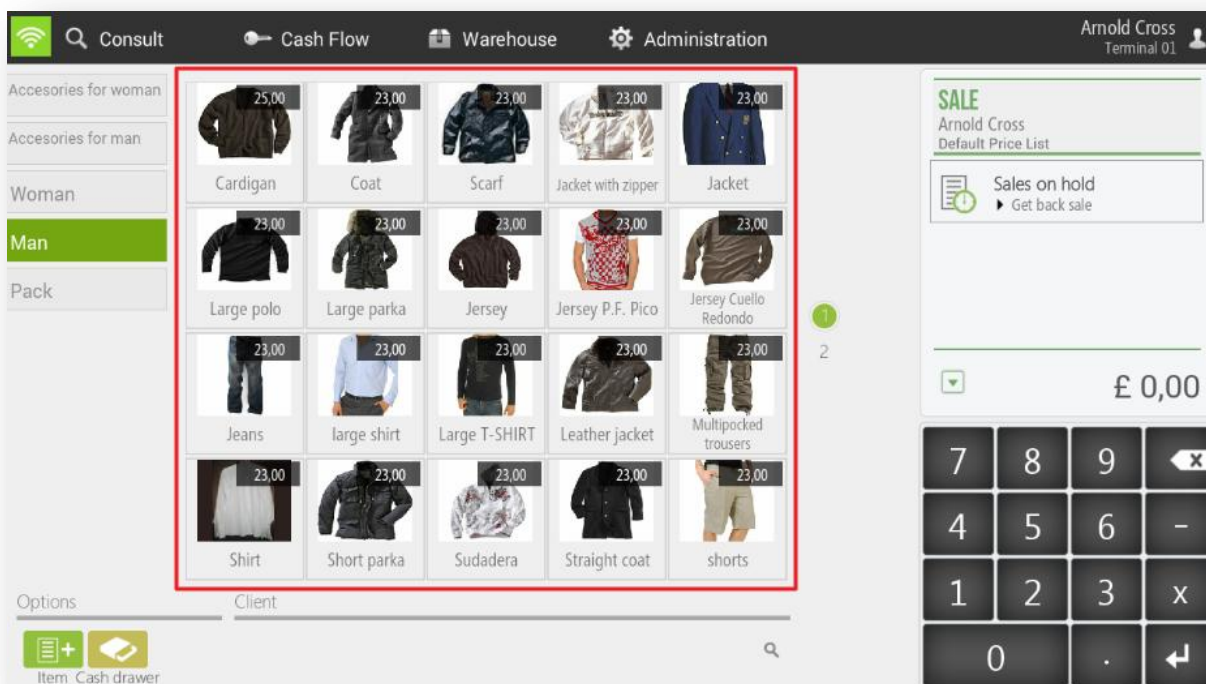 Consult
Cash Flow
Warehouse
Administration
Arnold Cross
Terminal 01
Accesories for woman
Accesories for man
Woman
Man
Pack
25,00
23,00
23,00
23,00
23,00
Cardigan
Coat
Scarf
Jacket with zipper
Jacket
23,00
23,00
23,00
23,00
23,00
Large polo
Large parka
Jersey
Jersey P.F. Pico
Jersey Cuello
Redondo
23,00
23,00
23,00
23,00
23,00
Jeans
large shirt
Large T-SHIRT
Leather jacket
Multipocked
trousers
23,00
23,00
23,00
23,00
23,00
Shirt
Short parka
Sudadera
Straight coat
shorts
1
2
Options
Client
Item
Cash drawer
SALE
Arnold Cross
Default Price List
Sales on hold
Get back sale
£ 0,00
7 8 9 x
4 5 6 -
1 2 3 x
0 .